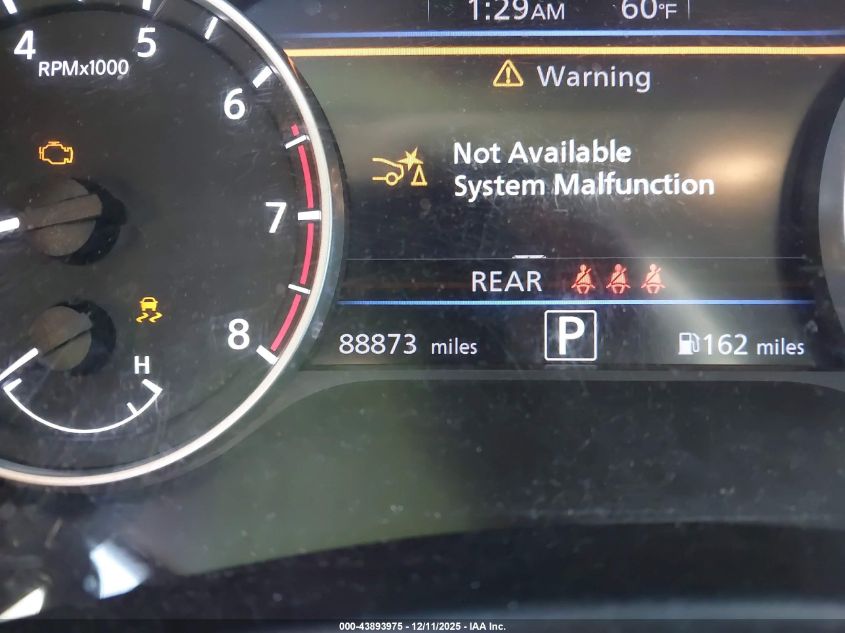 1:29AM 60°F
4
5
RPMx1000
Warning
6
Not Available
System Malfunction
7
REAR
8
88873 miles P 162 miles
H
000-43893975 - 12/11/2025 - IAA Inc.